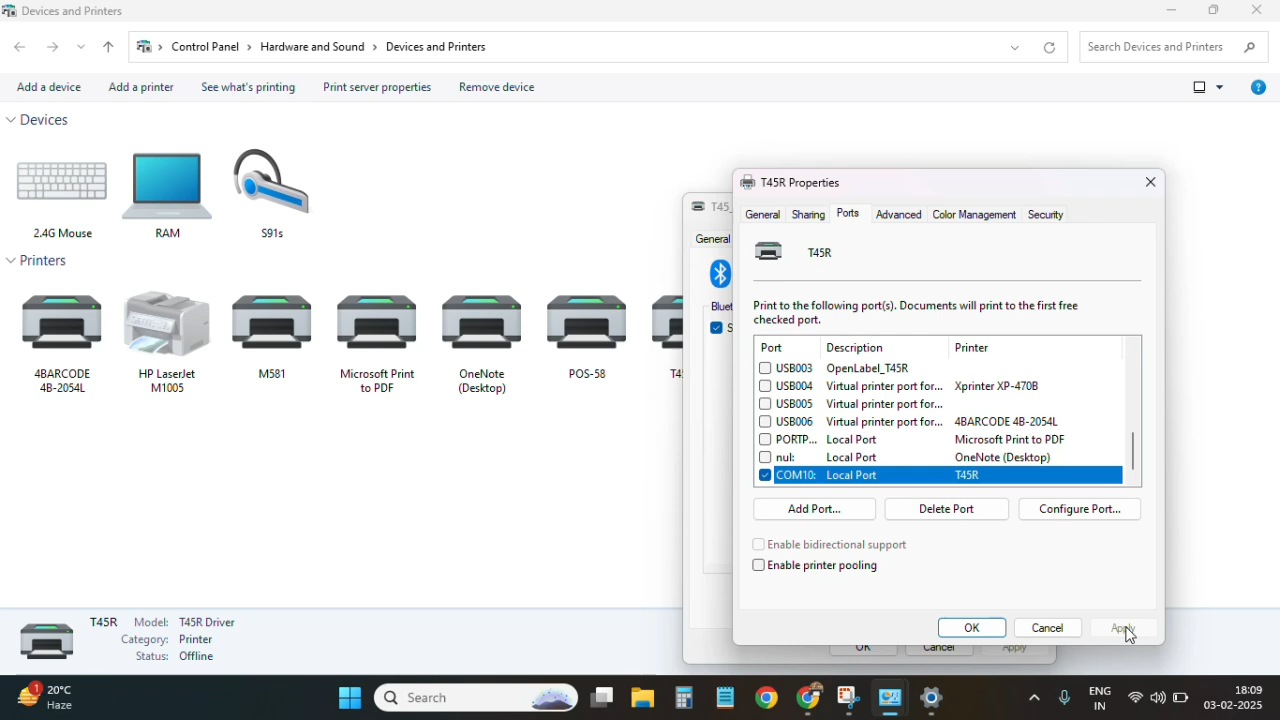 Devices and Printers
Control Panel > Hardware and Sound > Devices and Printers
Search Devices and Printers
Add a device Add a printer See what's printing Print server properties Remove device
Devices
2.4G Mouse RAM S91s
Printers
4BARCODE 4B-2054L
HP LaserJet M1005
M581
Microsoft Print to PDF
OneNote (Desktop)
POS-58
T45
T45_
General
Bluet
S
OK Cancel Apply
T45R Properties
General Sharing Ports Advanced Color Management Security
T45R
Print to the following port(s). Documents will print to the first free
checked port.
Port Description Printer
USB003 OpenLabel_T45R
USB004 Virtual printer port for... Xprinter XP-470B
USB005 Virtual printer port for...
USB006 Virtual printer port for... 4BARCODE 4B-2054L
PORTP... Local Port Microsoft Print to PDF
nul: Local Port OneNote (Desktop)
COM10: Local Port T45R
Add Port... Delete Port Configure Port...
Enable bidirectional support
Enable printer pooling
OK Cancel Apply
T45R Model: T45R Driver
Category: Printer
Status: Offline
1
20°C
Haze
Search
ENG
IN
18:09
03-02-2025